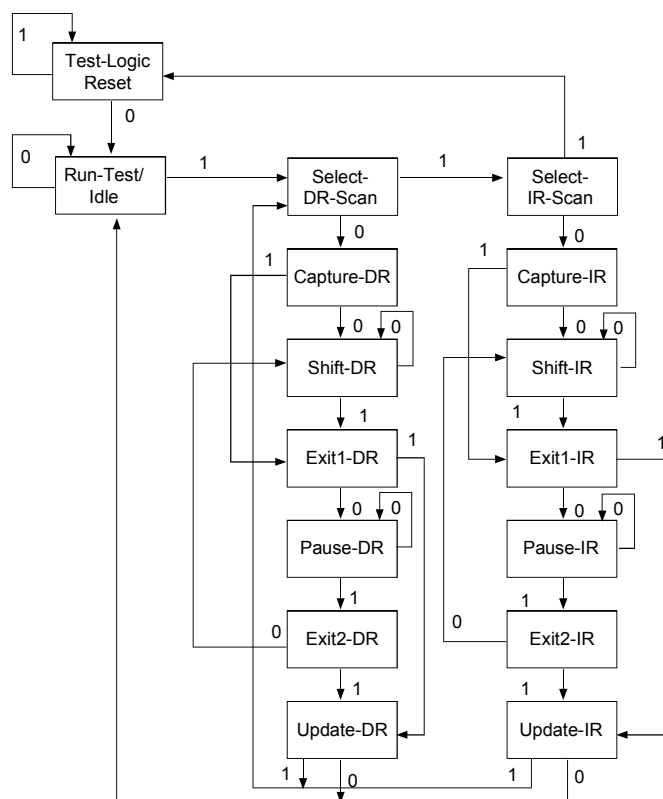 1
Test-Logic
Reset
0
1
0
Run-Test/
Idle
1
Select-
DR-Scan
1
Select-
IR-Scan
0
0
1
Capture-DR
1
Capture-IR
0
0
0
0
Shift-DR
Shift-IR
1
1
1
1
Exit1-DR
Exit1-IR
0
0
0
0
Pause-DR
Pause-IR
1
1
0
Exit2-DR
0
Exit2-IR
1
1
Update-DR
Update-IR
1
0
1
0